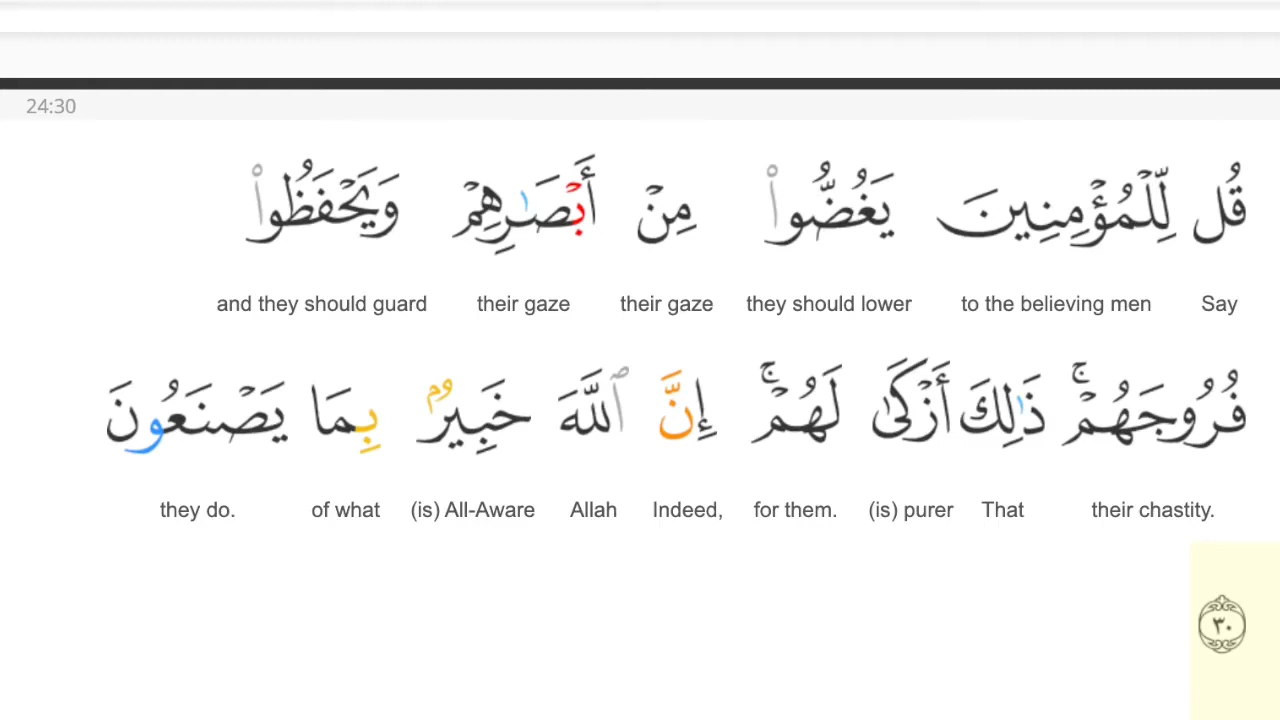 24:30
قُل لِّلْمُؤْمِنِينَ يَغُضُّوا۟ مِنْ أَبْصَـٰرِهِمْ وَيَحْفَظُوا۟
and they should guard their gaze their gaze they should lower to the believing men Say
فُرُوجَهُمْ ۚ ذَٰلِكَ أَزْكَىٰ لَهُمْ ۚ إِنَّ ٱللَّهَ خَبِيرٌۢ بِمَا يَصْنَعُونَ
they do. of what (is) All-Aware Allah Indeed, for them. (is) purer That their chastity.
٣٠